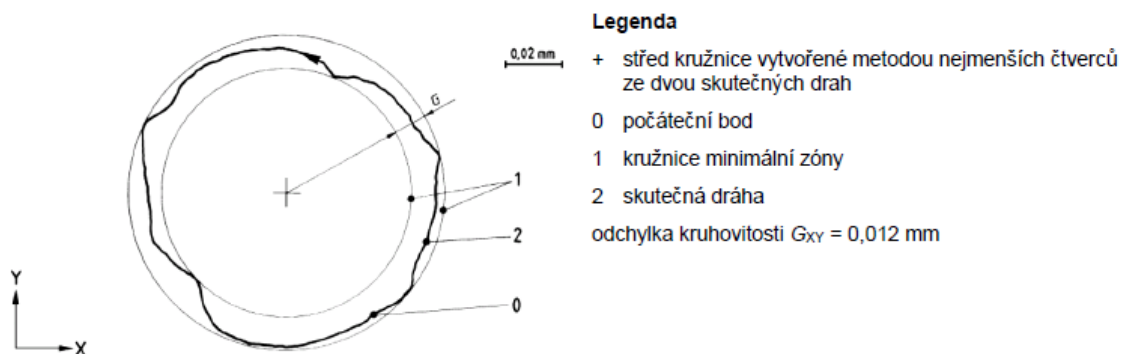 0,02 mm
G
1
2
0
Y
X
Legenda
+ střed kružnice vytvořené metodou nejmenších čtverců
ze dvou skutečných drah
0 počáteční bod
1 kružnice minimální zóny
2 skutečná dráha
odchylka kruhovitosti GXY = 0,012 mm